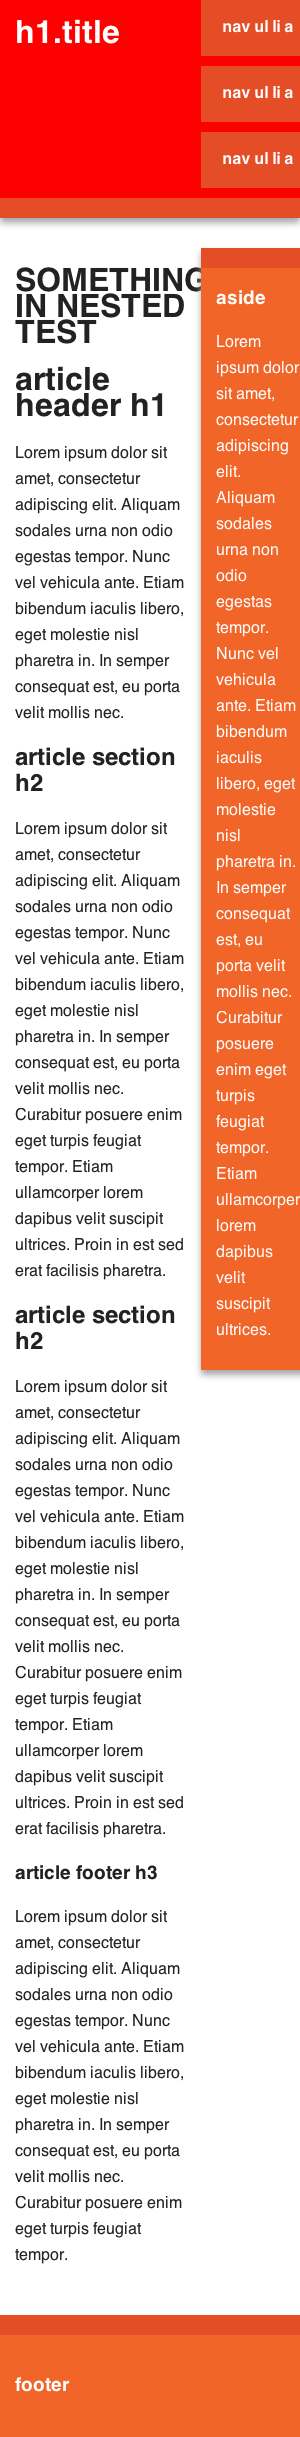 h1.title
nav ul li a
nav ul li a
nav ul li a
SOMETHING
IN NESTED
TEST
article
header h1
Lorem ipsum dolor sit
amet, consectetur
adipiscing elit. Aliquam
sodales urna non odio
egestas tempor. Nunc
vel vehicula ante. Etiam
bibendum iaculis libero,
eget molestie nisl
pharetra in. In semper
consequat est, eu porta
velit mollis nec.
article section
h2
Lorem ipsum dolor sit
amet, consectetur
adipiscing elit. Aliquam
sodales urna non odio
egestas tempor. Nunc
vel vehicula ante. Etiam
bibendum iaculis libero,
eget molestie nisl
pharetra in. In semper
consequat est, eu porta
velit mollis nec.
Curabitur posuere enim
eget turpis feugiat
tempor. Etiam
ullamcorper lorem
dapibus velit suscipit
ultrices. Proin in est sed
erat facilisis pharetra.
article section
h2
Lorem ipsum dolor sit
amet, consectetur
adipiscing elit. Aliquam
sodales urna non odio
egestas tempor. Nunc
vel vehicula ante. Etiam
bibendum iaculis libero,
eget molestie nisl
pharetra in. In semper
consequat est, eu porta
velit mollis nec.
Curabitur posuere enim
eget turpis feugiat
tempor. Etiam
ullamcorper lorem
dapibus velit suscipit
ultrices. Proin in est sed
erat facilisis pharetra.
article footer h3
Lorem ipsum dolor sit
amet, consectetur
adipiscing elit. Aliquam
sodales urna non odio
egestas tempor. Nunc
vel vehicula ante. Etiam
bibendum iaculis libero,
eget molestie nisl
pharetra in. In semper
consequat est, eu porta
velit mollis nec.
Curabitur posuere enim
eget turpis feugiat
tempor.
aside
Lorem
ipsum dolor
sit amet,
consectetur
adipiscing
elit.
Aliquam
sodales
urna non
odio
egestas
tempor.
Nunc vel
vehicula
ante. Etiam
bibendum
iaculis
libero, eget
molestie
nisl
pharetra in.
In semper
consequat
est, eu
porta velit
mollis nec.
Curabitur
posuere
enim eget
turpis
feugiat
tempor.
Etiam
ullamcorper
lorem
dapibus
velit
suscipit
ultrices.
footer